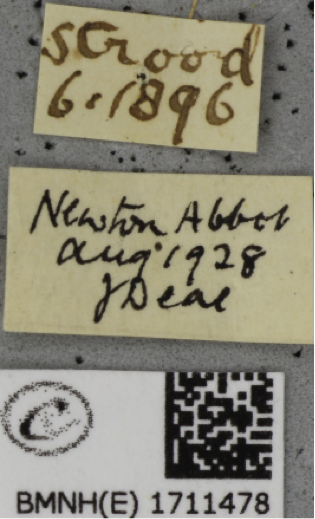 Strood
6.1896
Newton Abbot
Aug 1928
J Deal
C
BMNH(E) 1711478